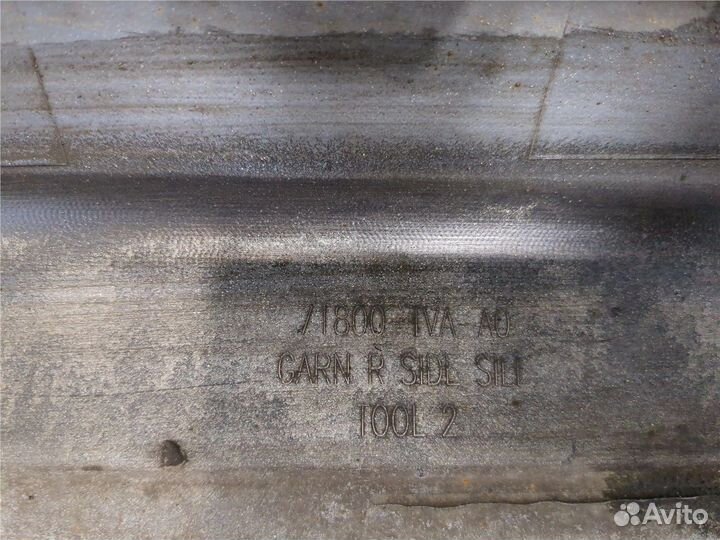 71800-TVA-A0
GARN R SIDE SILL
TOOL 2
Avito